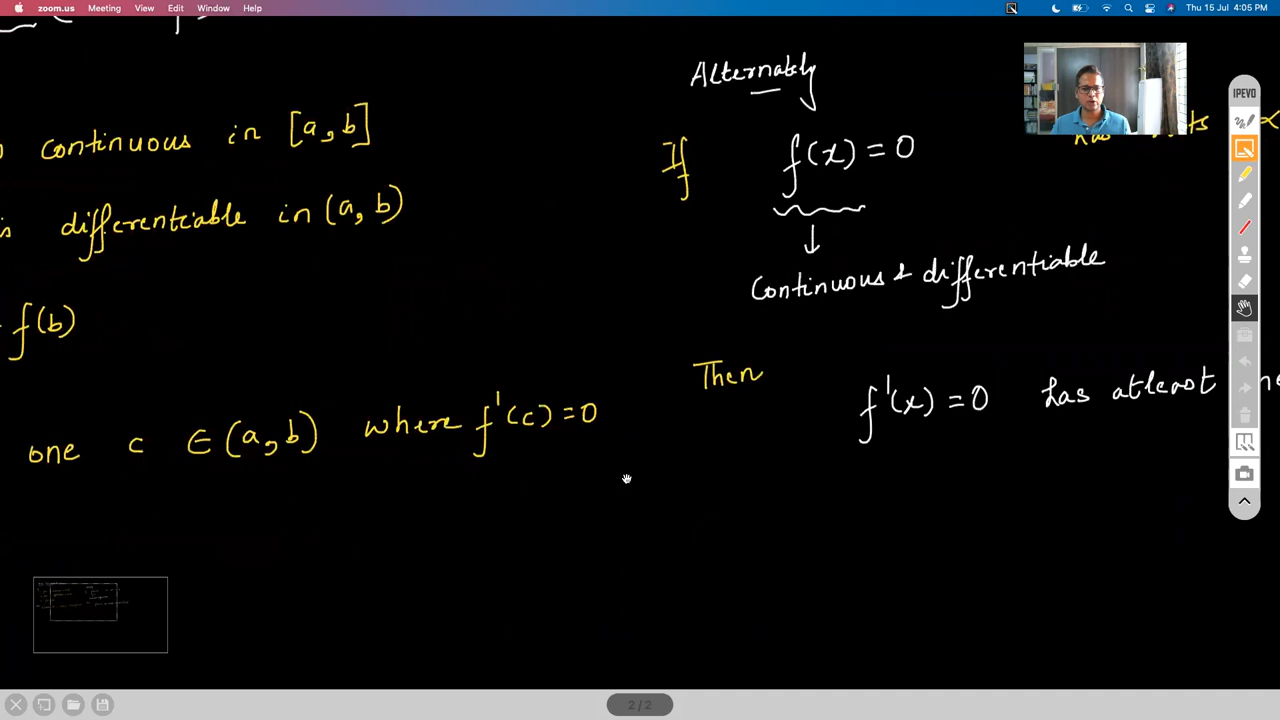 zoom.us Meeting View Edit Window Help
Thu 15 Jul 4:05 PM
continuous in [a, b]
differentiable in (a, b)
f(b)
one c ∈ (a, b) where f'(c) = 0
Alternately
If f(x) = 0
Continuous & differentiable
Then f'(x) = 0 has atleast
IPEVO
2 / 2